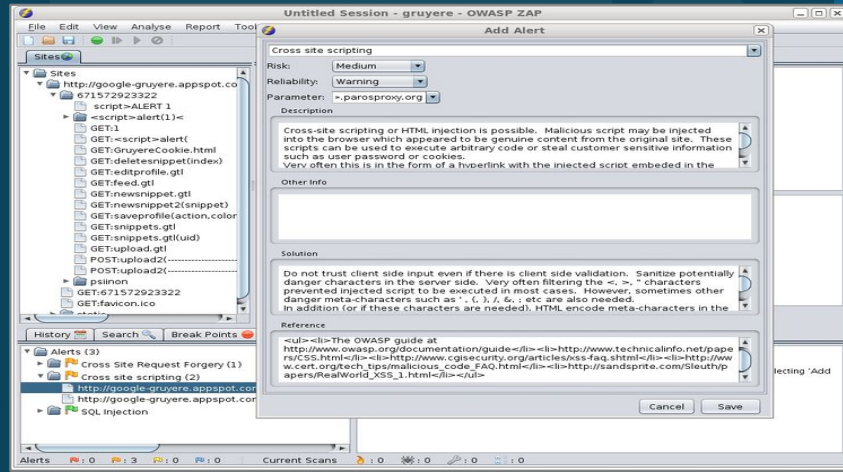 Untitled Session - gruyere - OWASP ZAP
File Edit View Analyse Report Tool
Sites
Sites
http://google-gruyere.appspot.co
671572923322
script>ALERT 1
<script>alert(1)<
GET:1
GET:<script>alert(
GET:GruyereCookie.html
GET:deletesnippet(index)
GET:editprofile.gtl
GET:feed.gtl
GET:newsnippet.gtl
GET:newsnippet2(snippet)
GET:saveprofile(action,color
GET:snippets.gtl
GET:snippets.gtl(uid)
GET:upload.gtl
POST:upload2(----------------------
POST:upload2(----------------------
psiinon
GET:671572923322
GET:favicon.ico
static
History Search Break Points
Alerts (3)
Cross Site Request Forgery (1)
Cross site scripting (2)
http://google-gruyere.appspot.com
http://google-gruyere.appspot.com
SQL Injection
Add Alert
Cross site scripting
Risk: Medium
Reliability: Warning
Parameter: >.parosproxy.org
Description
Cross-site scripting or HTML injection is possible. Malicious script may be injected
into the browser which appeared to be genuine content from the original site. These
scripts can be used to execute arbitrary code or steal customer sensitive information
such as user password or cookies.
Very often this is in the form of a hyperlink with the injected script embeded in the
Other Info
Solution
Do not trust client side input even if there is client side validation. Sanitize potentially
danger characters in the server side. Very often filtering the <, >, " characters
prevented injected script to be executed in most cases. However, sometimes other
danger meta-characters such as ' , (, ), /, &, ; etc are also needed.
In addition (or if these characters are needed), HTML encode meta-characters in the
Reference
<ul><li>The OWASP guide at
http://www.owasp.org/documentation/guide</li><li>http://www.technicalinfo.net/pape
rs/CSS.html</li><li>http://www.cgisecurity.org/articles/xss-faq.shtml</li><li>http://ww
w.cert.org/tech_tips/malicious_code_FAQ.html</li><li>http://sandsprite.com/Sleuth/p
apers/RealWorld_XSS_1.html</li></ul>
Cancel Save
lecting 'Add
Alerts 0 3 0 0 Current Scans 0 0 0 0